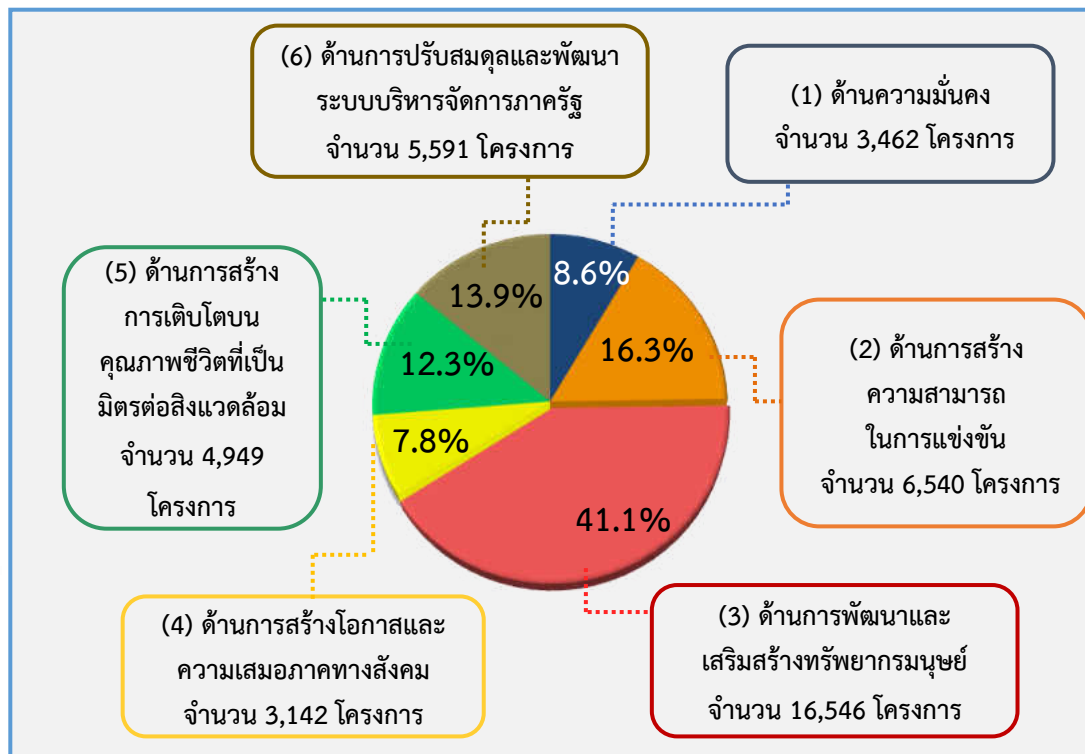 (6) ด้านการปรับสมดุลและพัฒนา
ระบบบริหารจัดการภาครัฐ
จำนวน 5,591 โครงการ
(1) ด้านความมั่นคง
จำนวน 3,462 โครงการ
(5) ด้านการสร้าง
การเติบโตบน
คุณภาพชีวิตที่เป็น
มิตรต่อสิงแวดล้อม
จำนวน 4,949
โครงการ
8.6%
13.9%
16.3%
12.3%
7.8%
41.1%
(2) ด้านการสร้าง
ความสามารถ
ในการแข่งขัน
จำนวน 6,540 โครงการ
(4) ด้านการสร้างโอกาสและ
ความเสมอภาคทางสังคม
จำนวน 3,142 โครงการ
(3) ด้านการพัฒนาและ
เสริมสร้างทรัพยากรมนุษย์
จำนวน 16,546 โครงการ